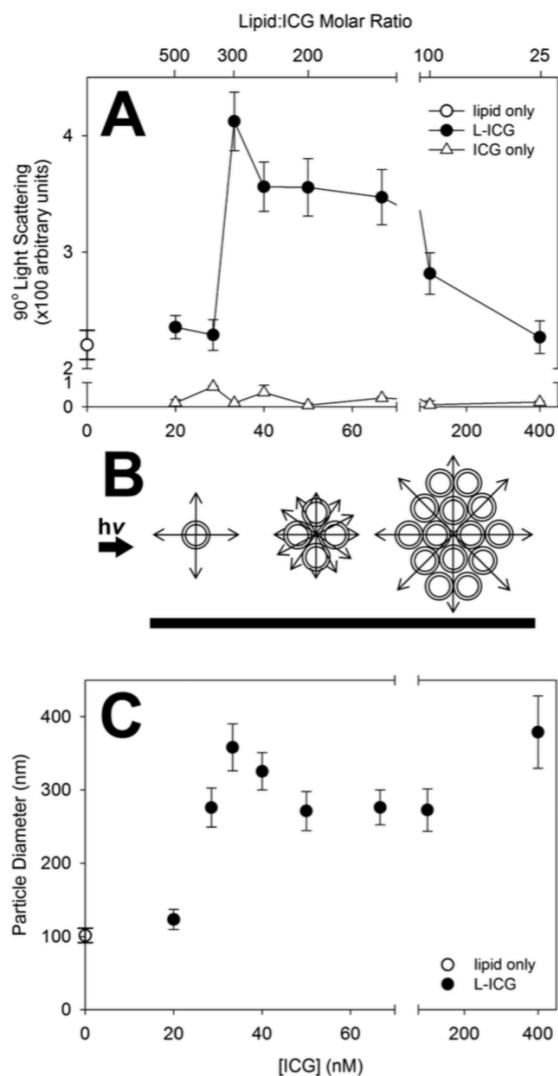 Lipid:ICG Molar Ratio
500 300 200 100 25
A
lipid only
L-ICG
ICG only
90° Light Scattering
(x100 arbitrary units)
4
3
2
1
0
0 20 40 60 200 400
B
hν
C
Particle Diameter (nm)
400
300
200
100
0
lipid only
L-ICG
0 20 40 60 200 400
[ICG] (nM)